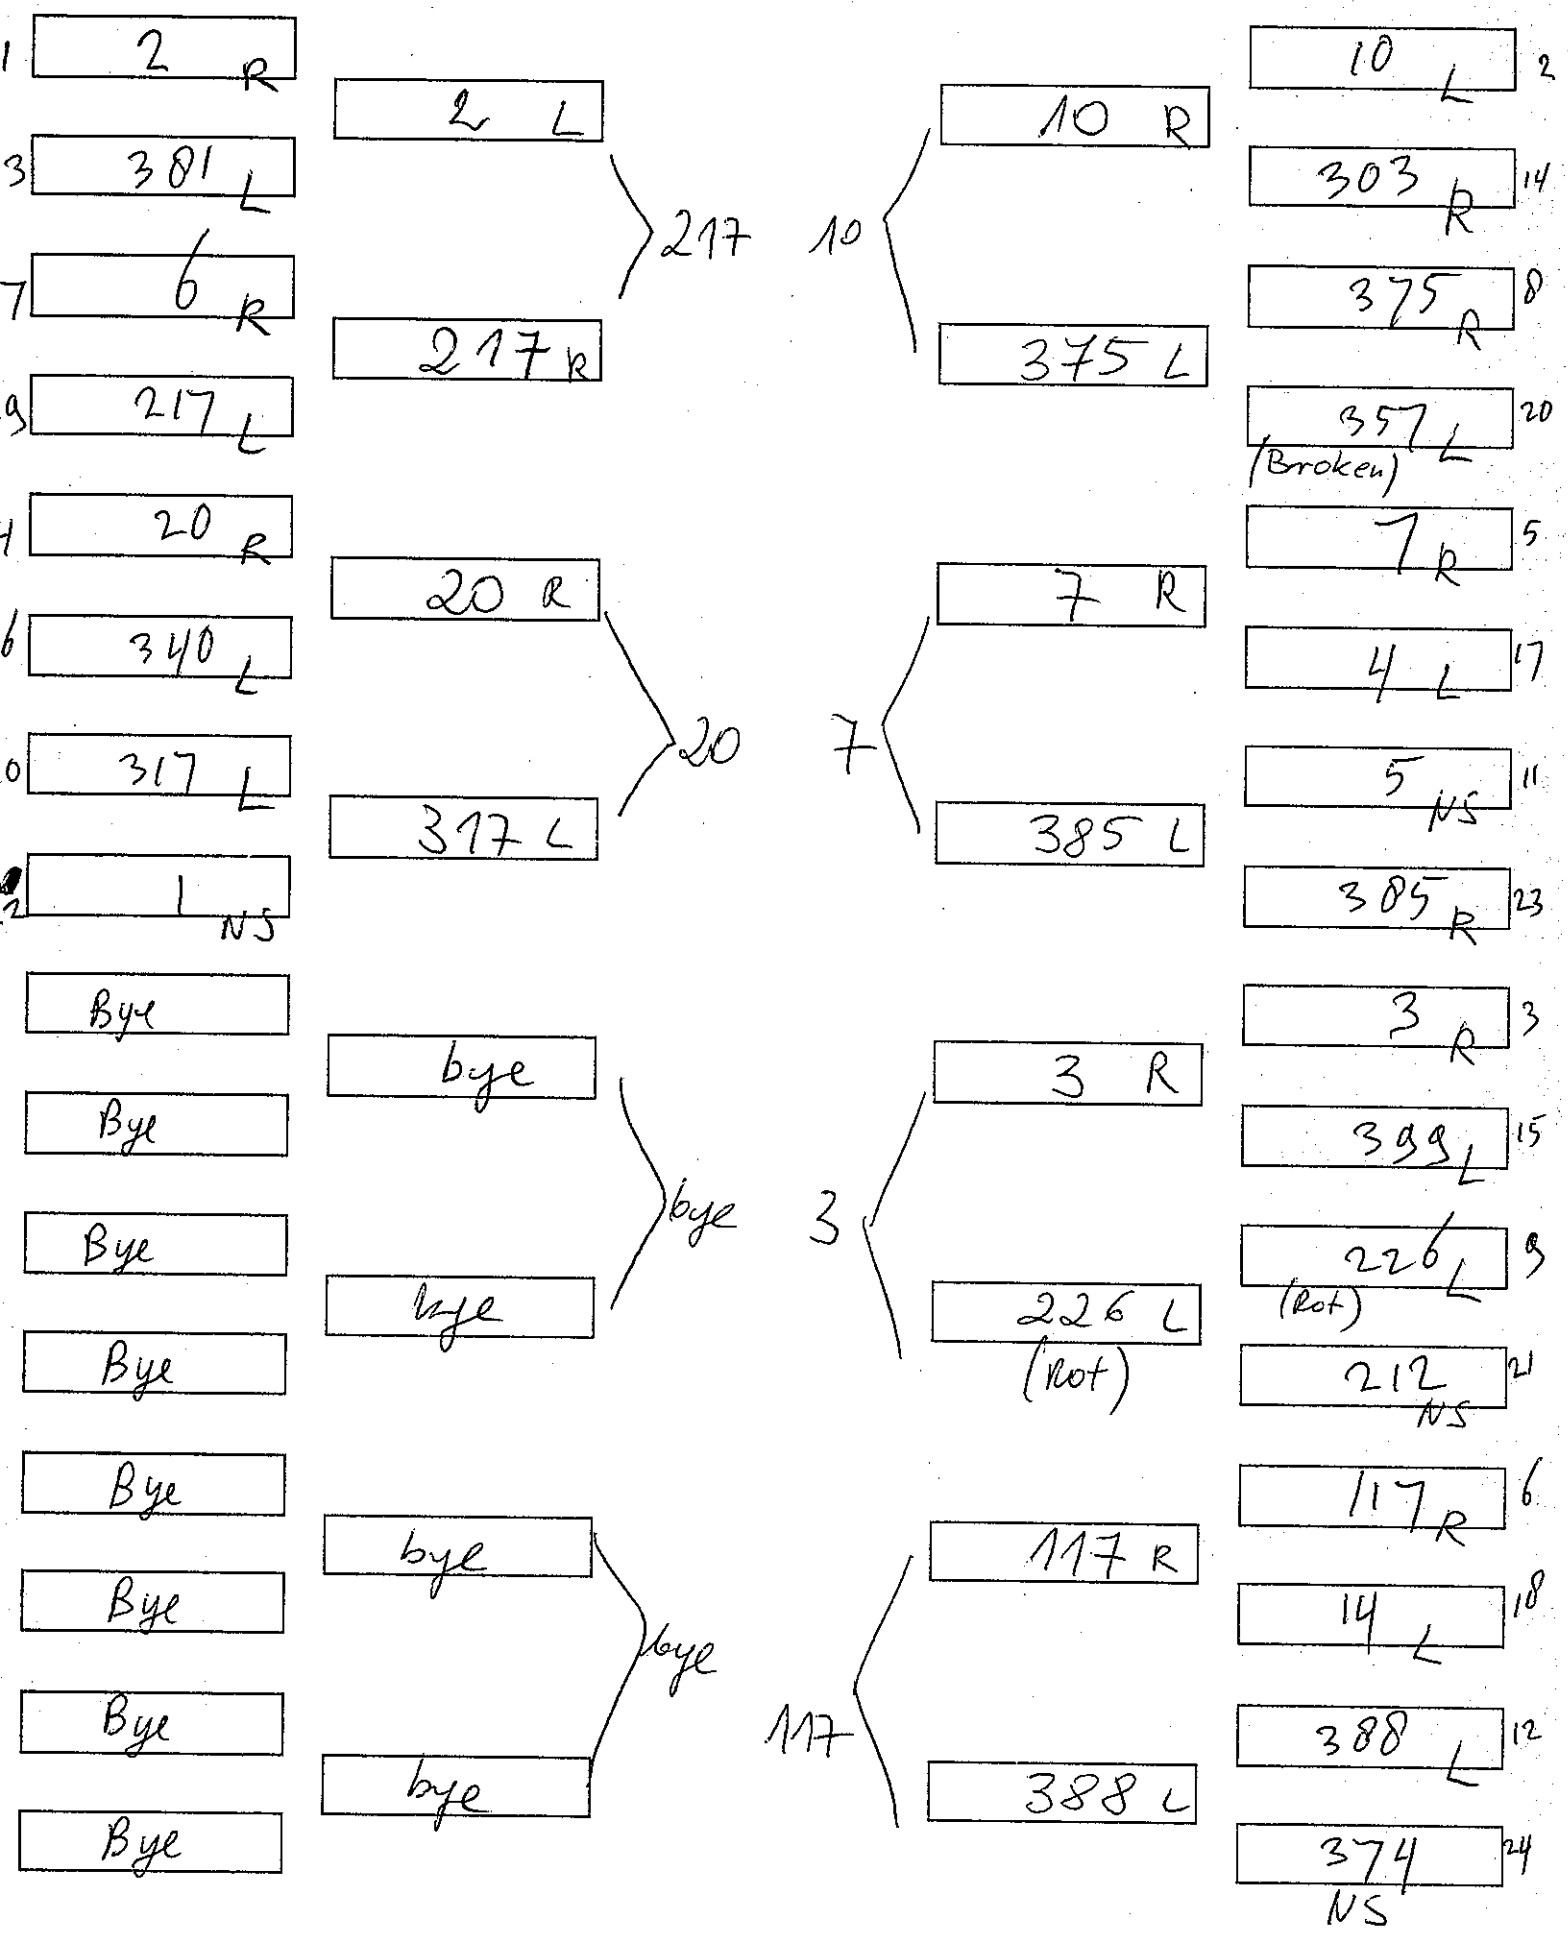 1 2 R
3 381 L
7 6 R
9 217 L
4 20 R
6 340 L
0 317 L
2 1 NS
Bye
Bye
Bye
Bye
Bye
Bye
Bye
Bye
2 L
217 R
20 R
317 L
bye
bye
bye
bye
217
20
bye
bye
10
7
3
117
10 R
375 L
7 R
385 L
3 R
226 L
(Rot)
117 R
388 L
10 L 2
303 R 14
375 R 8
357 L 20
(Broken)
7 R 5
4 L 17
5 NS 11
385 R 23
3 R 3
399 L 15
226 L 9
(Rot)
212 NS 21
117 R 6
14 L 18
388 L 12
374 24
NS